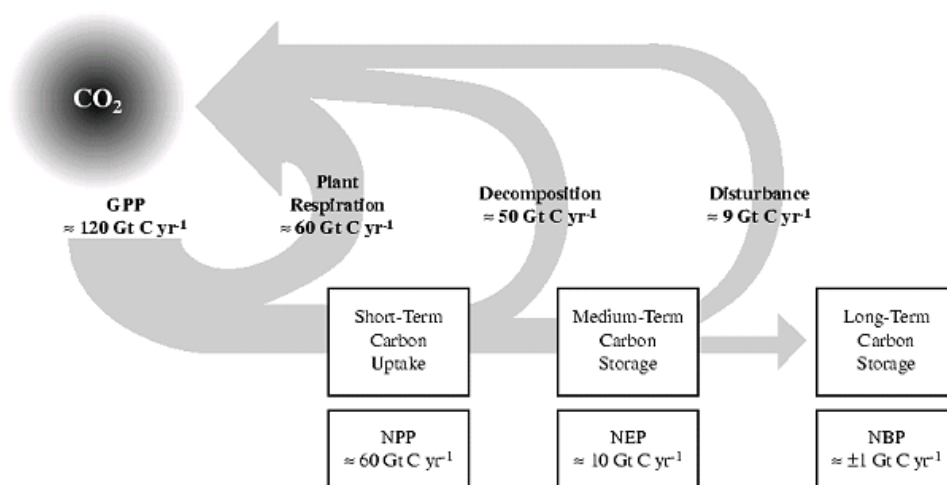 CO₂
GPP
≈ 120 Gt C yr⁻¹
Plant
Respiration
≈ 60 Gt C yr⁻¹
Decomposition
≈ 50 Gt C yr⁻¹
Disturbance
≈ 9 Gt C yr⁻¹
Short-Term
Carbon
Uptake
Medium-Term
Carbon
Storage
Long-Term
Carbon
Storage
NPP
≈ 60 Gt C yr⁻¹
NEP
≈ 10 Gt C yr⁻¹
NBP
≈ ±1 Gt C yr⁻¹